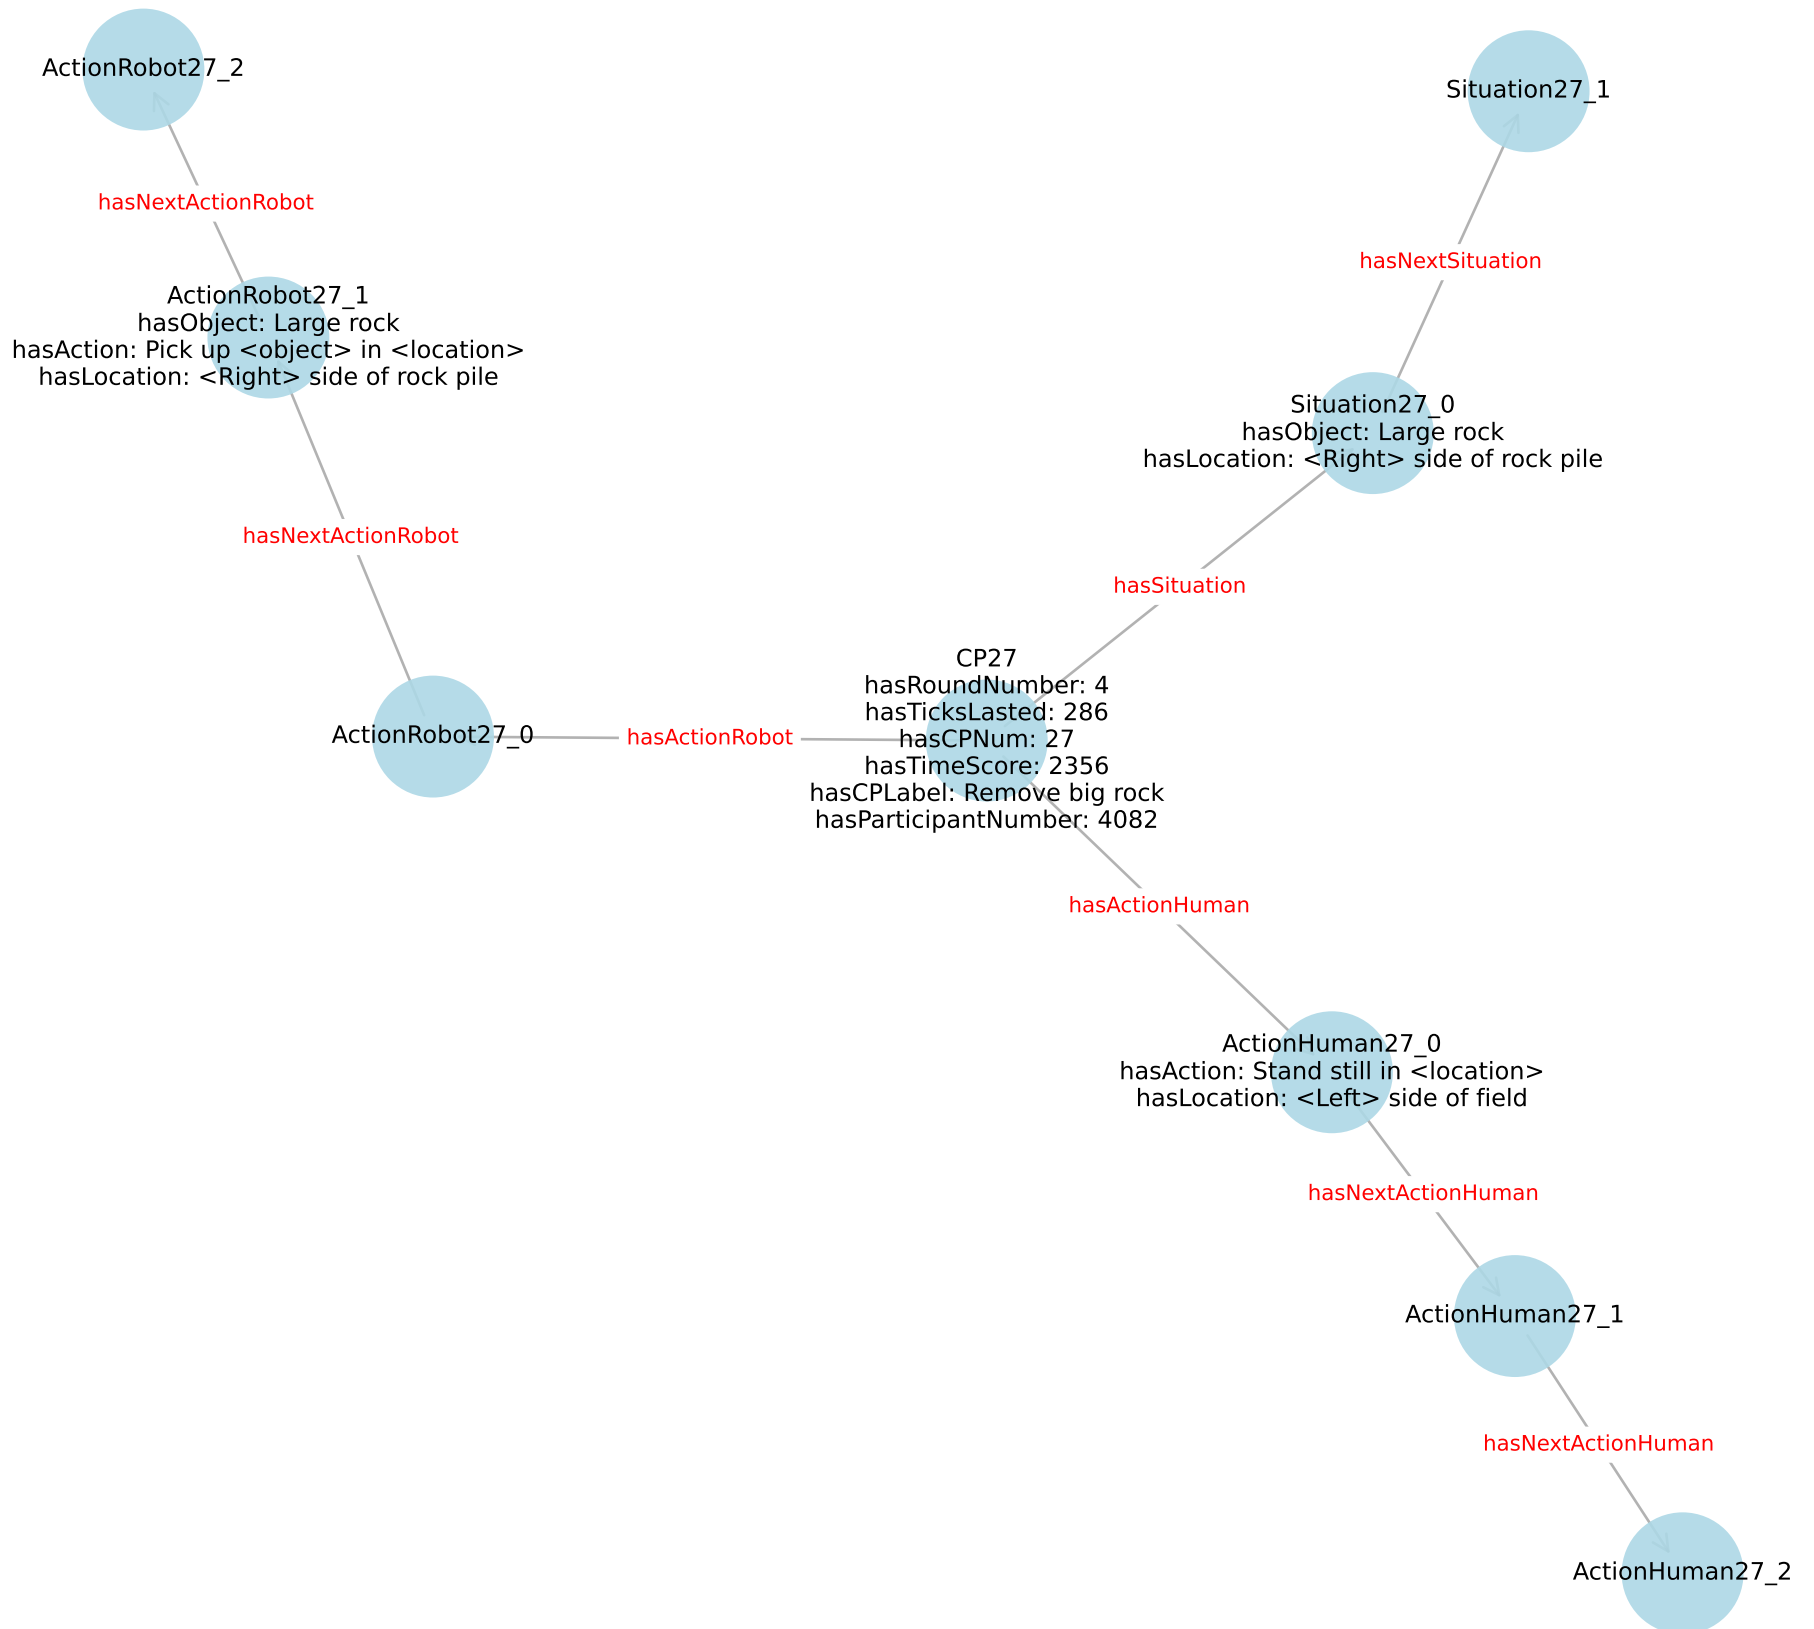 ActionRobot27_2
Situation27_1
hasNextActionRobot
hasNextSituation
ActionRobot27_1
hasObject: Large rock
hasAction: Pick up <object> in <location>
hasLocation: <Right> side of rock pile
Situation27_0
hasObject: Large rock
hasLocation: <Right> side of rock pile
hasNextActionRobot
hasSituation
CP27
hasRoundNumber: 4
hasTicksLasted: 286
hasCPNum: 27
hasTimeScore: 2356
hasCPLabel: Remove big rock
hasParticipantNumber: 4082
ActionRobot27_0
hasActionRobot
hasActionHuman
ActionHuman27_0
hasAction: Stand still in <location>
hasLocation: <Left> side of field
hasNextActionHuman
ActionHuman27_1
hasNextActionHuman
ActionHuman27_2